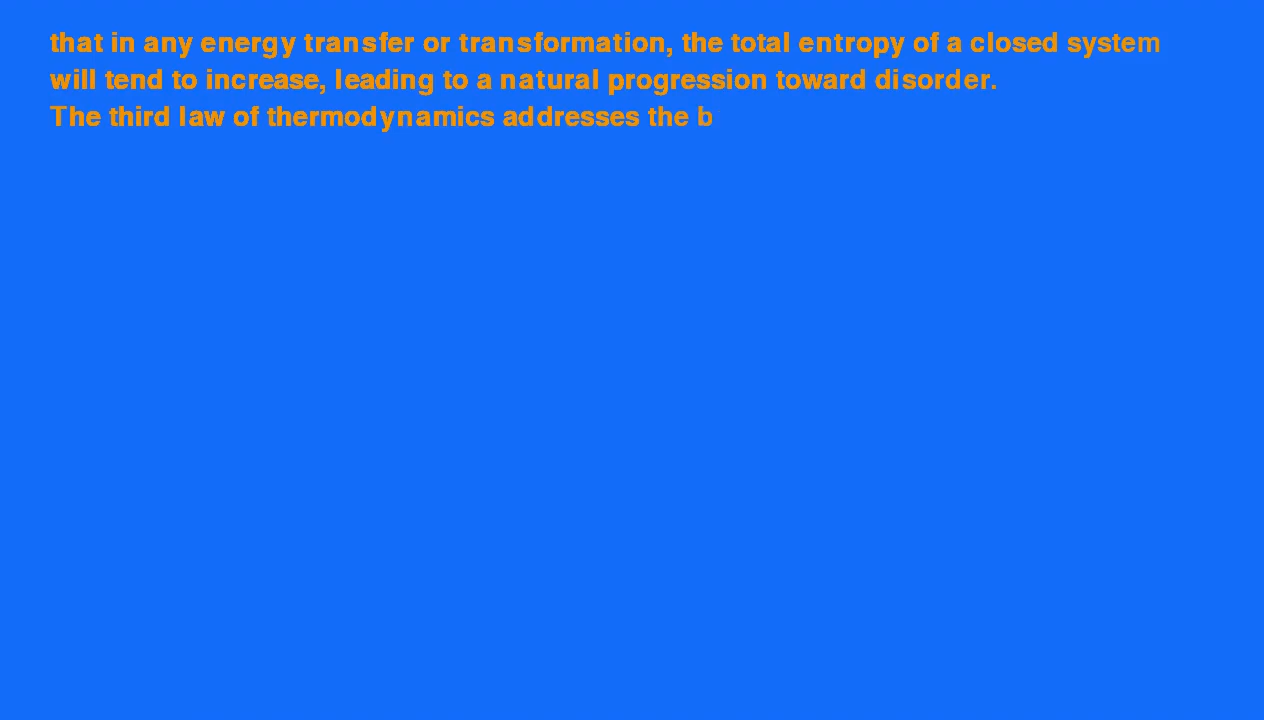 that in any energy transfer or transformation, the total entropy of a closed system
will tend to increase, leading to a natural progression toward disorder.
The third law of thermodynamics addresses the b